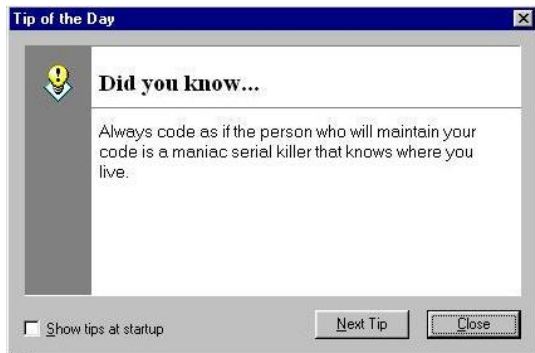 Tip of the Day
Did you know...
Always code as if the person who will maintain your
code is a maniac serial killer that knows where you
live.
Show tips at startup
Next Tip
Close